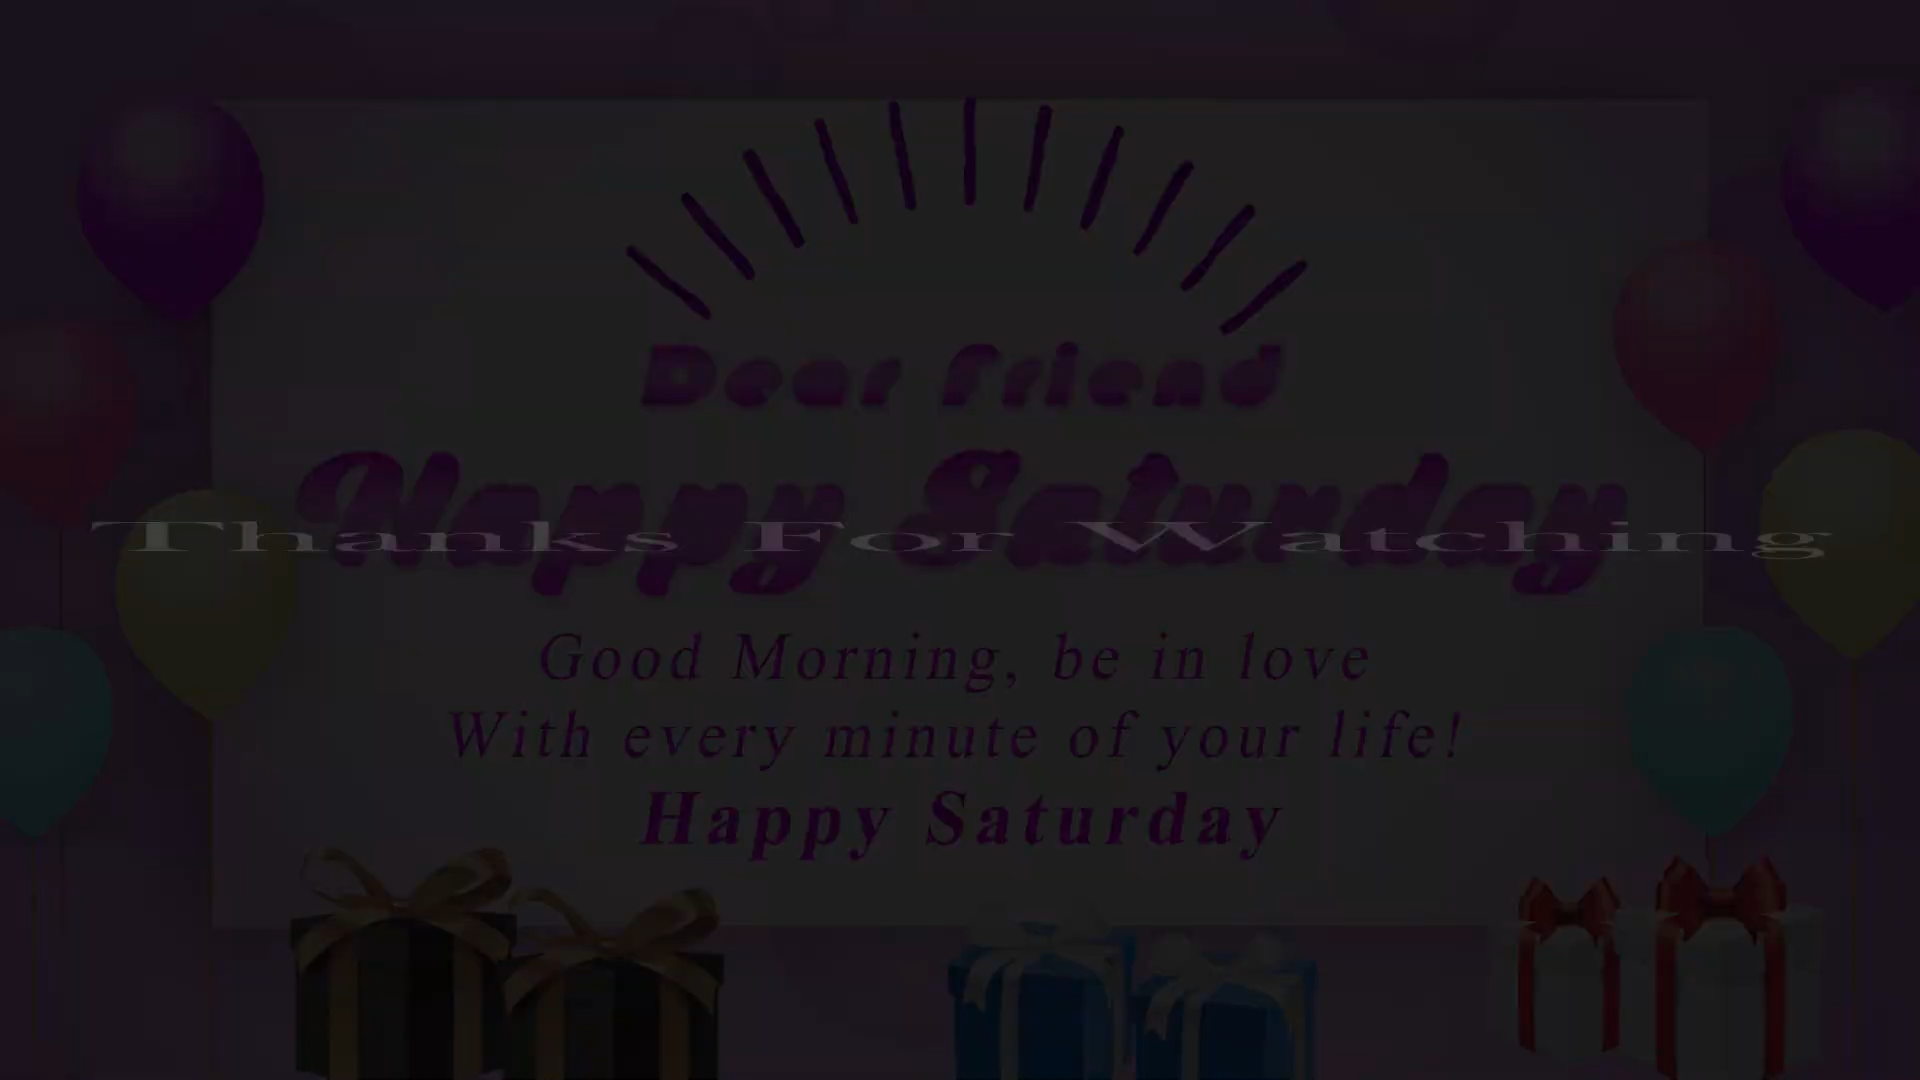 Dear Friend
Happy Saturday
Thanks For Watching
Good Morning, be in love
With every minute of your life!
Happy Saturday